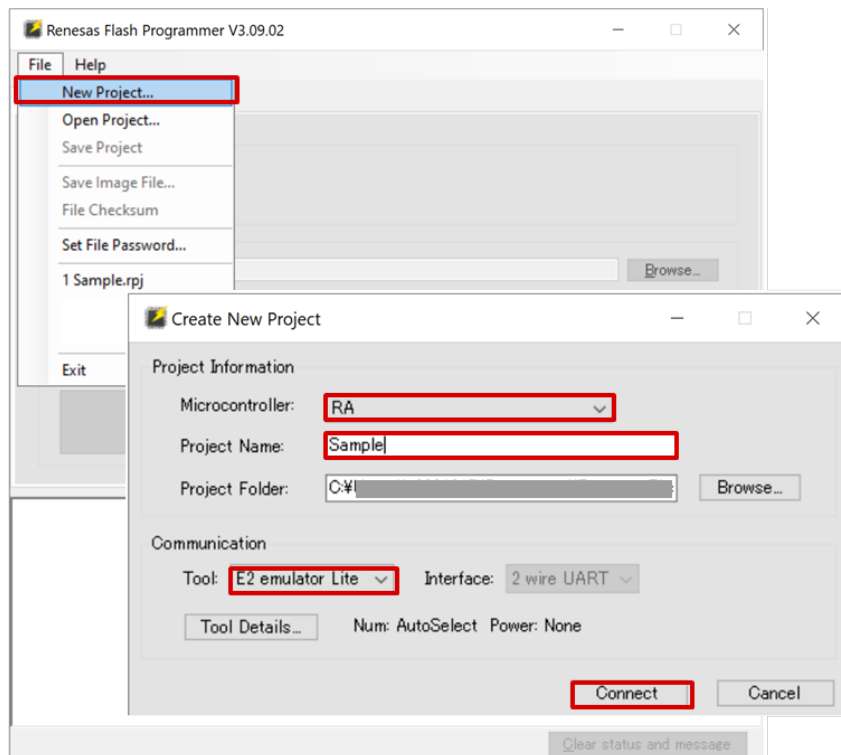 Renesas Flash Programmer V3.09.02
File Help
New Project...
Open Project...
Save Project
Save Image File...
File Checksum
Set File Password...
1 Sample.rpj
Exit
Browse...
Create New Project
Project Information
Microcontroller: RA
Project Name: Sample
Project Folder: C:¥ Browse...
Communication
Tool: E2 emulator Lite Interface: 2 wire UART
Tool Details... Num: AutoSelect Power: None
Connect Cancel
Clear status and message